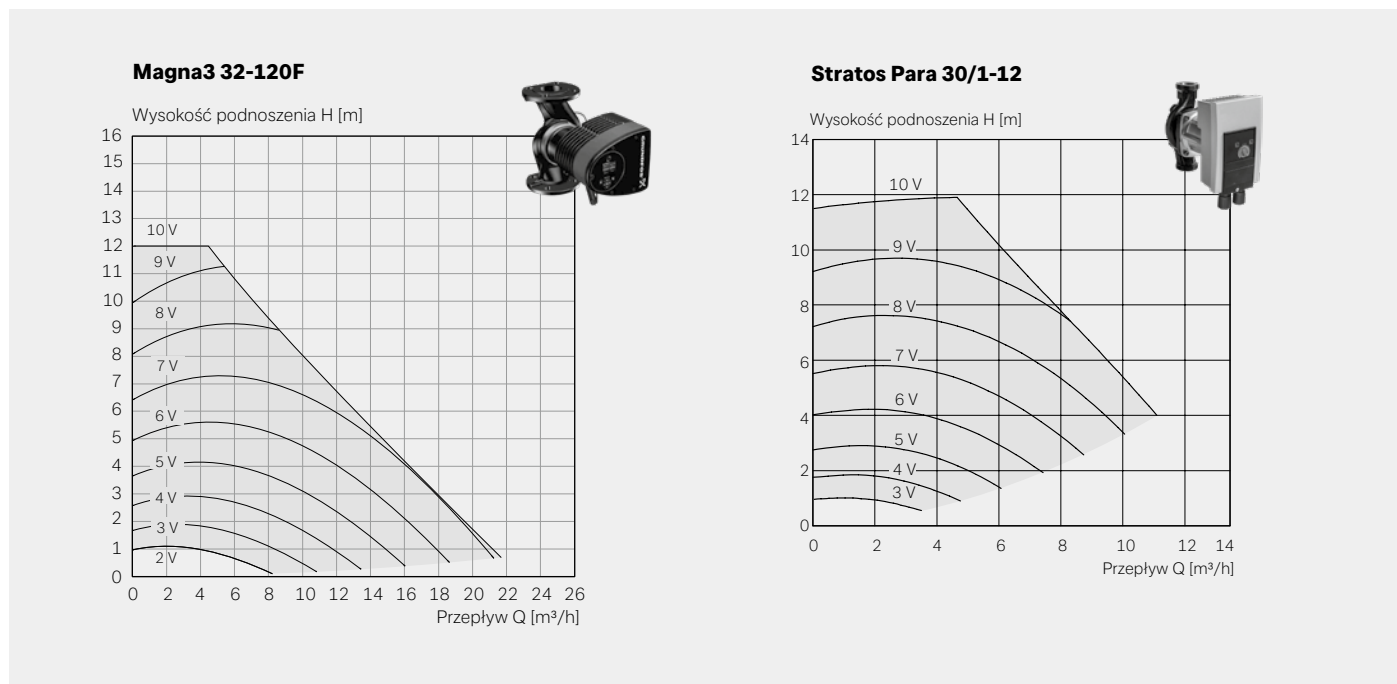 Magna3 32-120F
Wysokość podnoszenia H [m]
16
15
14
13
12
11
10
9
8
7
6
5
4
3
2
1
0
10 V
9 V
8 V
7 V
6 V
5 V
4 V
3 V
2 V
0 2 4 6 8 10 12 14 16 18 20 22 24 26
Przepływ Q [m³/h]
GRUNDFOS
Stratos Para 30/1-12
Wysokość podnoszenia H [m]
14
12
10
8
6
4
2
0
10 V
9 V
8 V
7 V
6 V
5 V
4 V
3 V
0 2 4 6 8 10 12 14
Przepływ Q [m³/h]